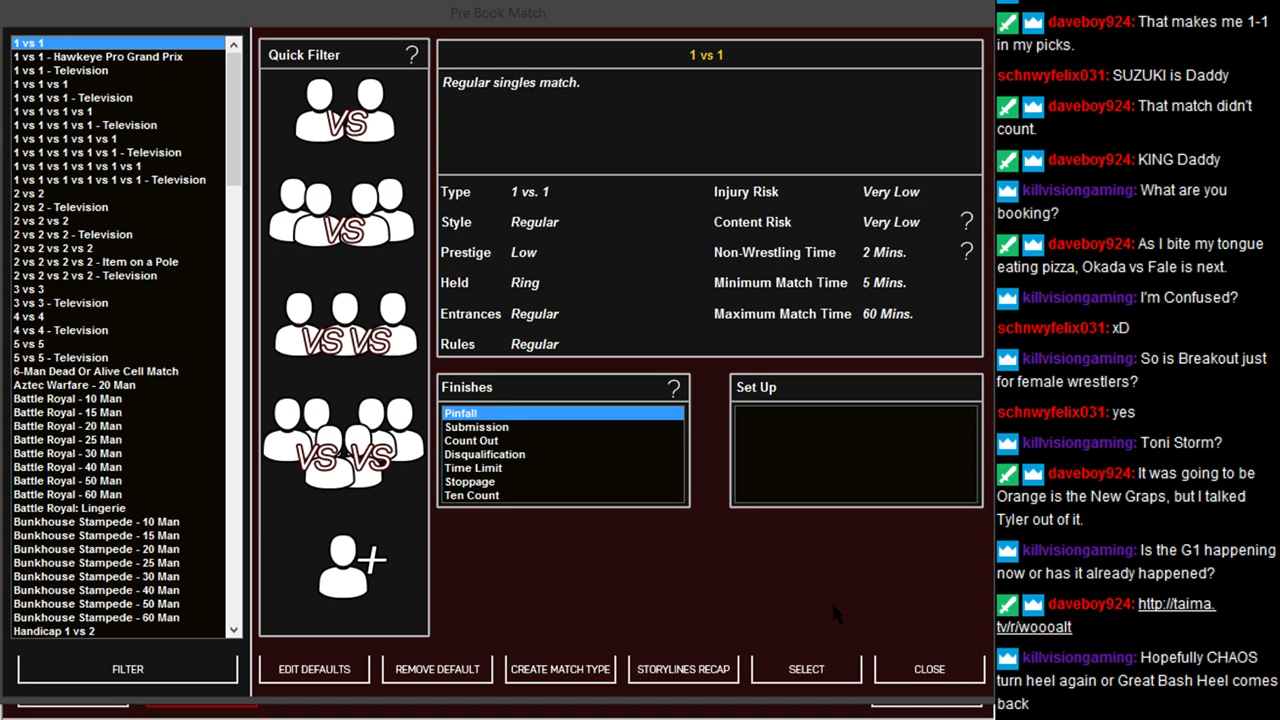 Pre Book Match
1 vs 1
1 vs 1 - Hawkeye Pro Grand Prix
1 vs 1 - Television
1 vs 1 vs 1
1 vs 1 vs 1 - Television
1 vs 1 vs 1 vs 1
1 vs 1 vs 1 vs 1 - Television
1 vs 1 vs 1 vs 1 vs 1
1 vs 1 vs 1 vs 1 vs 1 - Television
1 vs 1 vs 1 vs 1 vs 1 vs 1
1 vs 1 vs 1 vs 1 vs 1 vs 1 - Television
2 vs 2
2 vs 2 - Television
2 vs 2 vs 2
2 vs 2 vs 2 - Television
2 vs 2 vs 2 vs 2
2 vs 2 vs 2 vs 2 - Item on a Pole
2 vs 2 vs 2 vs 2 - Television
3 vs 3
3 vs 3 - Television
4 vs 4
4 vs 4 - Television
5 vs 5
5 vs 5 - Television
6-Man Dead Or Alive Cell Match
Aztec Warfare - 20 Man
Battle Royal - 10 Man
Battle Royal - 15 Man
Battle Royal - 20 Man
Battle Royal - 25 Man
Battle Royal - 30 Man
Battle Royal - 40 Man
Battle Royal - 50 Man
Battle Royal - 60 Man
Battle Royal: Lingerie
Bunkhouse Stampede - 10 Man
Bunkhouse Stampede - 15 Man
Bunkhouse Stampede - 20 Man
Bunkhouse Stampede - 25 Man
Bunkhouse Stampede - 30 Man
Bunkhouse Stampede - 40 Man
Bunkhouse Stampede - 50 Man
Bunkhouse Stampede - 60 Man
Handicap 1 vs 2
FILTER
Quick Filter ?
VS
VS
VS VS
VS VS
+
1 vs 1
Regular singles match.
Type 1 vs. 1 Injury Risk Very Low
Style Regular Content Risk Very Low ?
Prestige Low Non-Wrestling Time 2 Mins. ?
Held Ring Minimum Match Time 5 Mins.
Entrances Regular Maximum Match Time 60 Mins.
Rules Regular
Finishes ? Set Up
Pinfall
Submission
Count Out
Disqualification
Time Limit
Stoppage
Ten Count
EDIT DEFAULTS REMOVE DEFAULT CREATE MATCH TYPE STORYLINES RECAP SELECT CLOSE
daveboy924: That makes me 1-1
in my picks.
schnwyfelix031: SUZUKI is Daddy
daveboy924: That match didn't
count.
daveboy924: KING Daddy
killvisiongaming: What are you
booking?
daveboy924: As I bite my tongue
eating pizza, Okada vs Fale is next.
killvisiongaming: I'm Confused?
schnwyfelix031: xD
killvisiongaming: So is Breakout just
for female wrestlers?
schnwyfelix031: yes
killvisiongaming: Toni Storm?
daveboy924: It was going to be
Orange is the New Graps, but I talked
Tyler out of it.
killvisiongaming: Is the G1 happening
now or has it already happened?
daveboy924: http://taima.
tv/r/woooalt
killvisiongaming: Hopefully CHAOS
turn heel again or Great Bash Heel comes
back